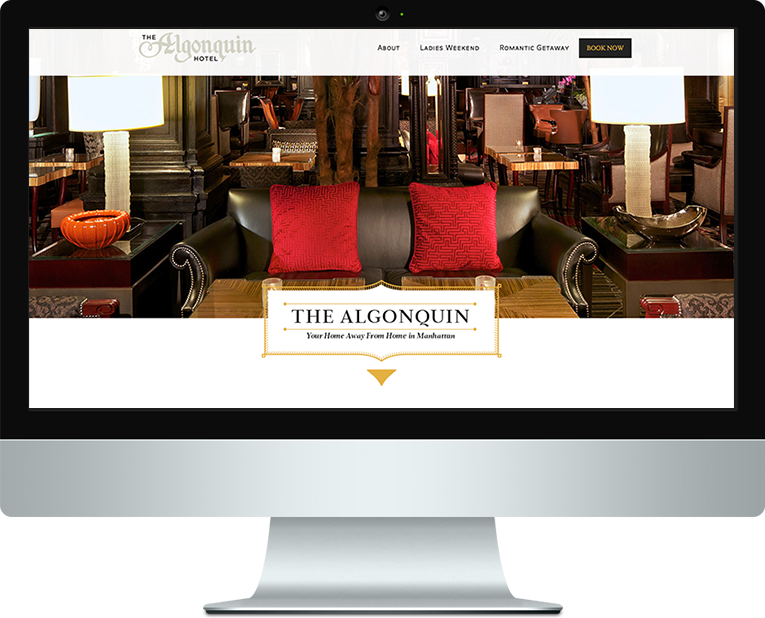 THE
Algonquin
HOTEL
About Ladies Weekend Romantic Getaway BOOK NOW
THE ALGONQUIN
Your Home Away From Home in Manhattan